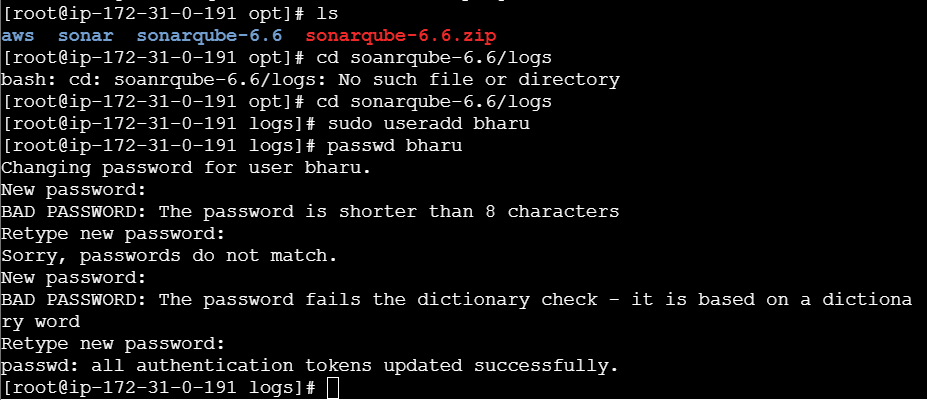 [root@ip-172-31-0-191 opt]# ls
aws  sonar  sonarqube-6.6  sonarqube-6.6.zip
[root@ip-172-31-0-191 opt]# cd soanrqube-6.6/logs
bash: cd: soanrqube-6.6/logs: No such file or directory
[root@ip-172-31-0-191 opt]# cd sonarqube-6.6/logs
[root@ip-172-31-0-191 logs]# sudo useradd bharu
[root@ip-172-31-0-191 logs]# passwd bharu
Changing password for user bharu.
New password:
BAD PASSWORD: The password is shorter than 8 characters
Retype new password:
Sorry, passwords do not match.
New password:
BAD PASSWORD: The password fails the dictionary check - it is based on a dictiona
ry word
Retype new password:
passwd: all authentication tokens updated successfully.
[root@ip-172-31-0-191 logs]#